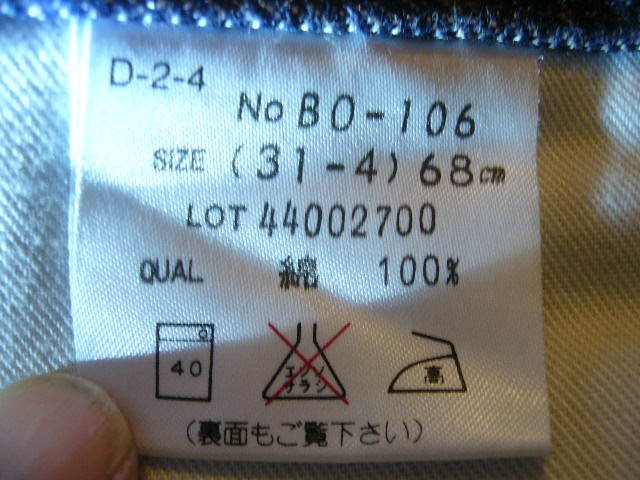 D-2-4
No BO-106
SIZE (31-4) 68cm
LOT 44002700
QUAL 綿 100%
40 エンソ 高
サラシ
(裏面もご覧下さい)